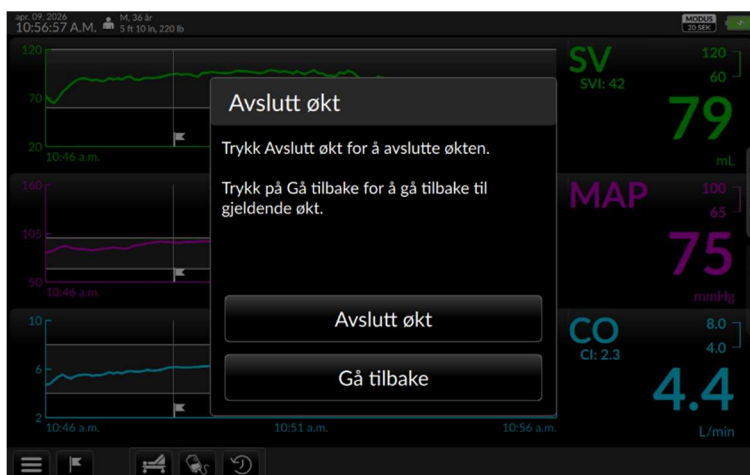 apr. 09, 2026
10:56:57 A.M.
M, 36 år
5 ft 10 in, 220 lb
MODUS
20 SEK
120
70
20
10:46 a.m.
SV
SVI: 42
120
60
79
mL
Avslutt økt
Trykk Avslutt økt for å avslutte økten.
Trykk på Gå tilbake for å gå tilbake til
gjeldende økt.
Avslutt økt
Gå tilbake
160
105
50
10:46 a.m.
MAP
100
65
75
mmHg
10
6
2
10:46 a.m.
10:51 a.m.
10:56 a.m.
CO
CI: 2.3
8.0
4.0
4.4
L/min